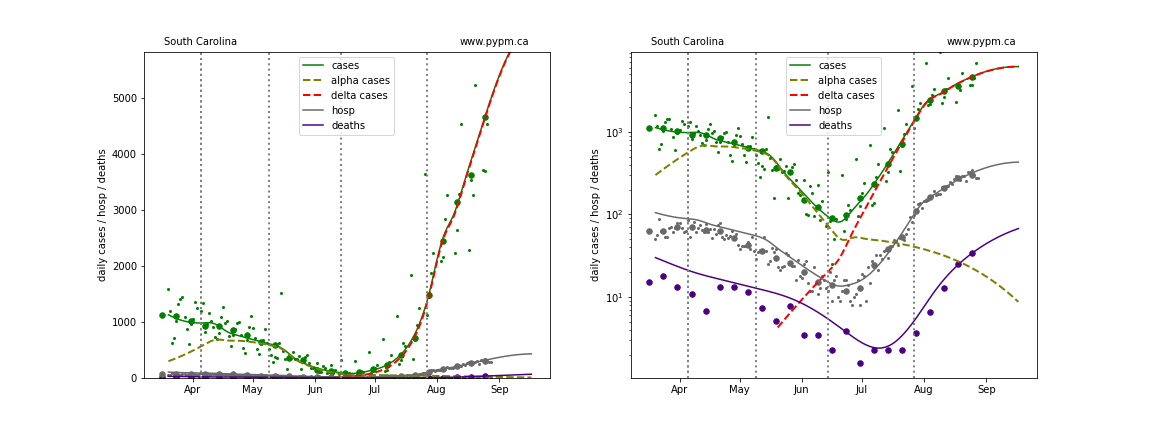 South Carolina
www.pypm.ca
daily cases / hosp / deaths
5000
4000
3000
2000
1000
0
cases
alpha cases
delta cases
hosp
deaths
Apr
May
Jun
Jul
Aug
Sep
South Carolina
www.pypm.ca
daily cases / hosp / deaths
10³
10²
10¹
cases
alpha cases
delta cases
hosp
deaths
Apr
May
Jun
Jul
Aug
Sep